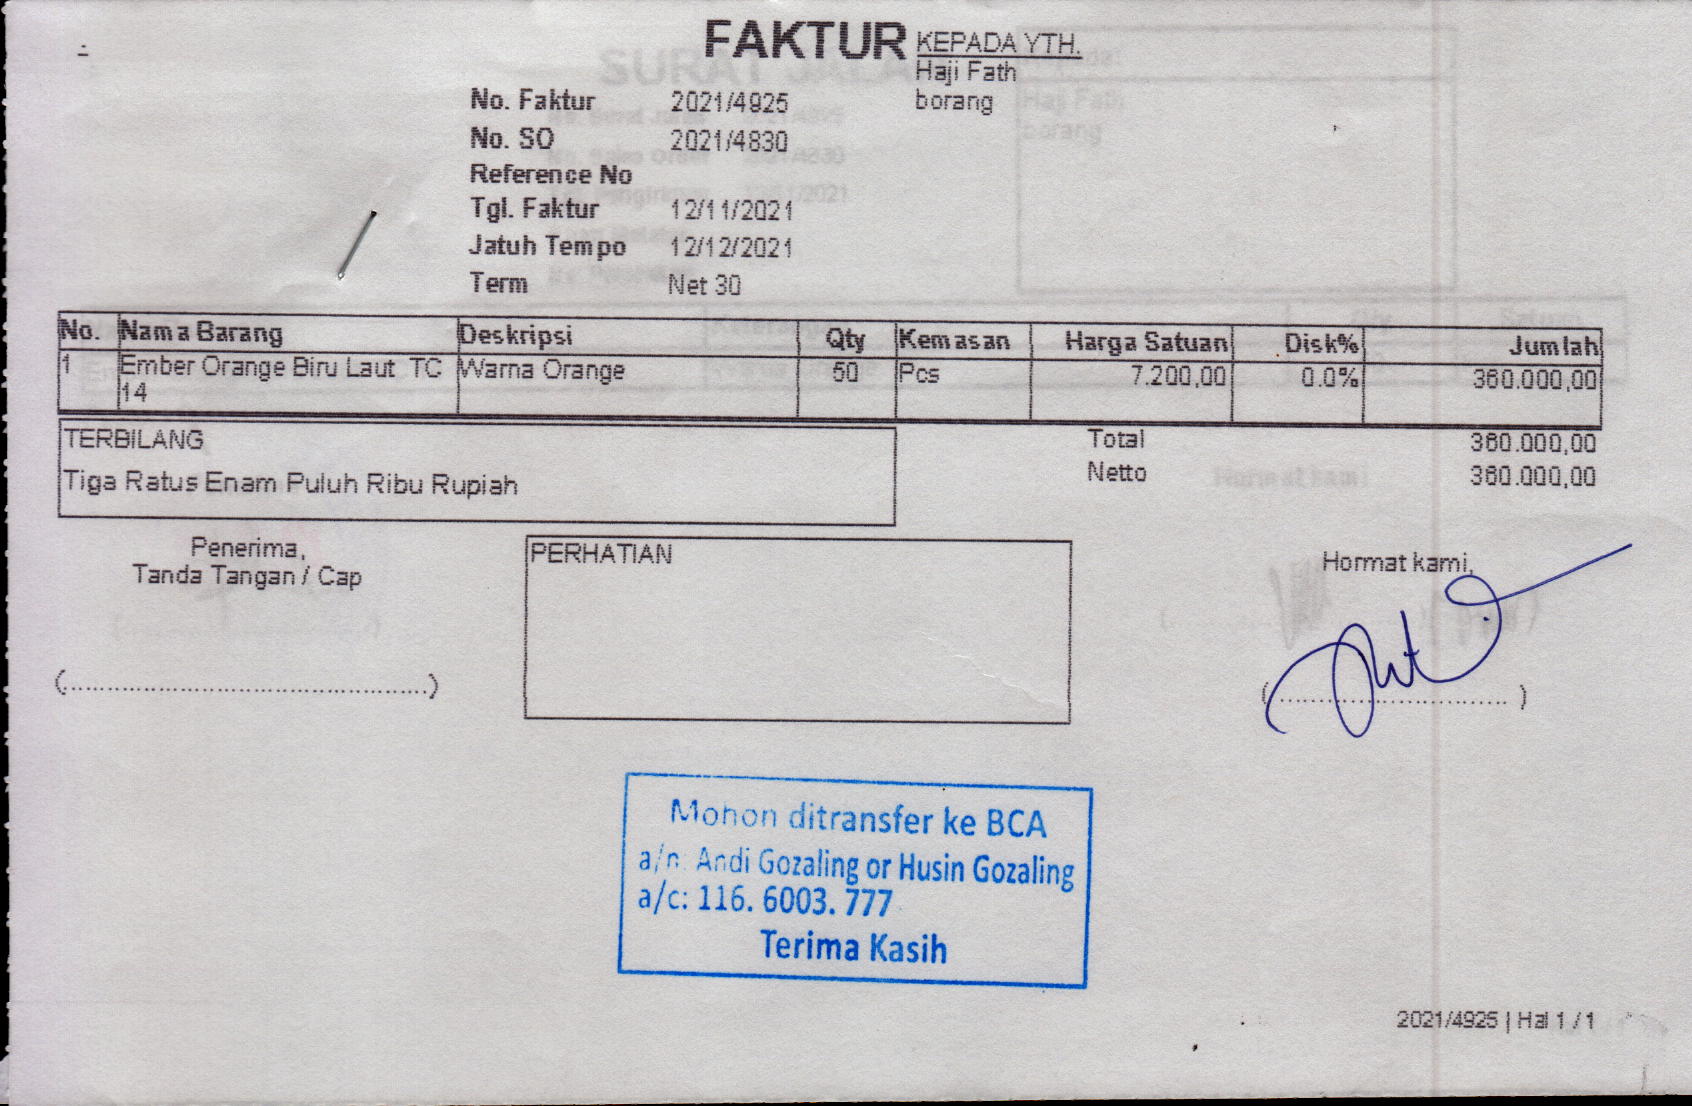 FAKTUR
KEPADA YTH.
Haji Fath
borang
No. Faktur 2021/4925
No. SO 2021/4830
Reference No
Tgl. Faktur 12/11/2021
Jatuh Tempo 12/12/2021
Term Net 30
No. Nama Barang Deskripsi Qty Kemasan Harga Satuan Disk% Jumlah
1 Ember Orange Biru Laut TC Warna Orange 50 Pcs 7.200,00 0.0% 360.000,00
14
TERBILANG
Tiga Ratus Enam Puluh Ribu Rupiah
Total 360.000,00
Netto 360.000,00
Penerima,
Tanda Tangan / Cap
PERHATIAN
Hormat kami,
(................................................)
(................................)
Mohon ditransfer ke BCA
a/n: Andi Gozaling or Husin Gozaling
a/c: 116. 6003. 777
Terima Kasih
2021/4925 | Hal 1 / 1